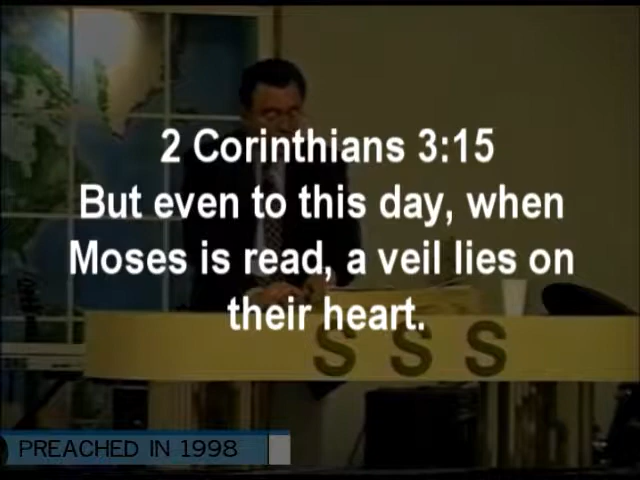 2 Corinthians 3:15
But even to this day, when
Moses is read, a veil lies on
their heart.
S S S
PREACHED IN 1998